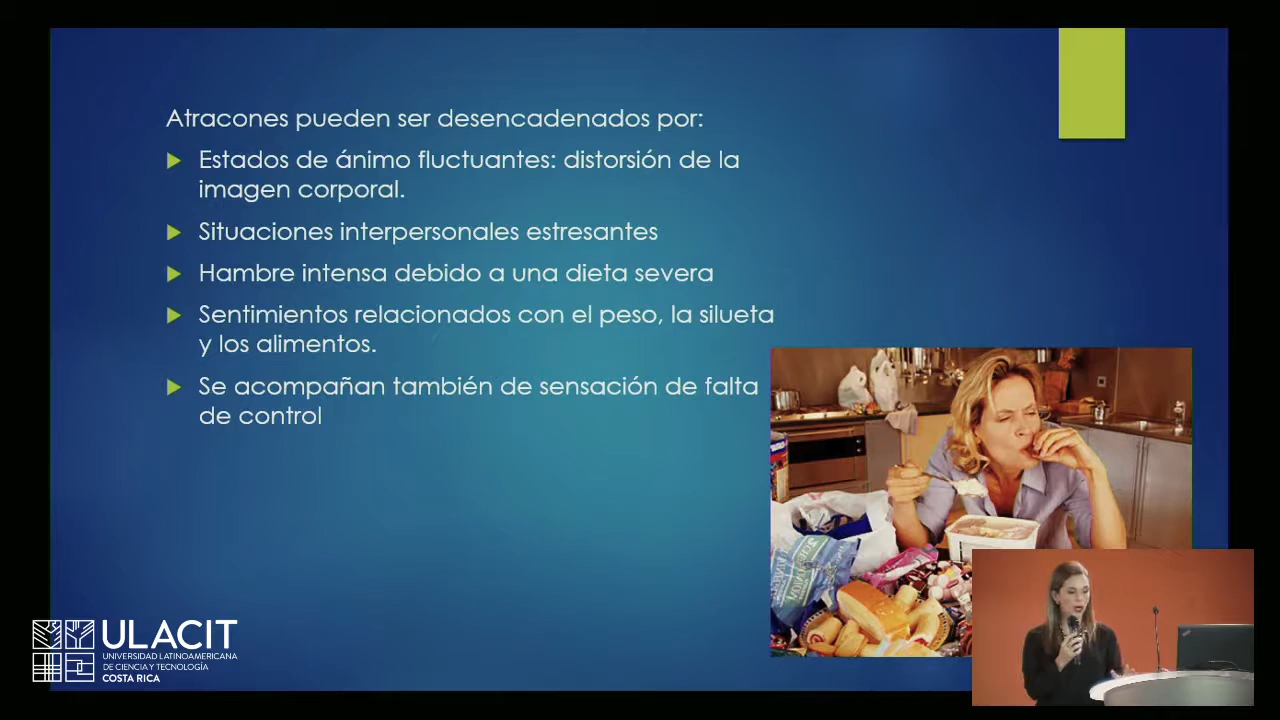 Atracones pueden ser desencadenados por:
Estados de ánimo fluctuantes: distorsión de la
imagen corporal.
Situaciones interpersonales estresantes
Hambre intensa debido a una dieta severa
Sentimientos relacionados con el peso, la silueta
y los alimentos.
Se acompañan también de sensación de falta
de control
ULACIT
UNIVERSIDAD LATINOAMERICANA
DE CIENCIA Y TECNOLOGÍA
COSTA RICA